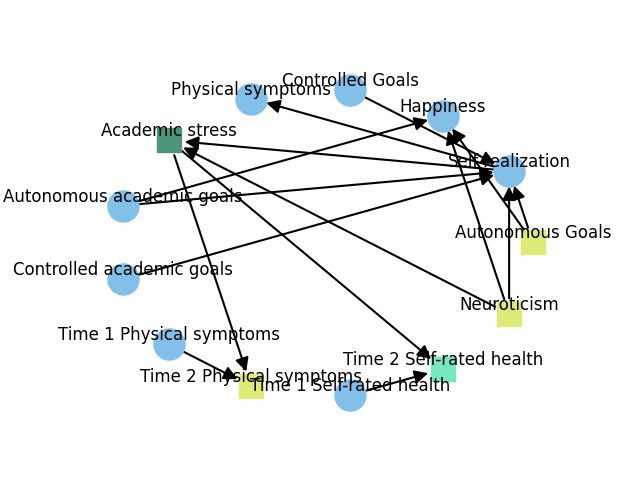 Controlled Goals
Physical symptoms
Happiness
Academic stress
Self-realization
Autonomous academic goals
Autonomous Goals
Controlled academic goals
Neuroticism
Time 1 Physical symptoms
Time 2 Self-rated health
Time 2 Physical symptoms
Time 1 Self-rated health